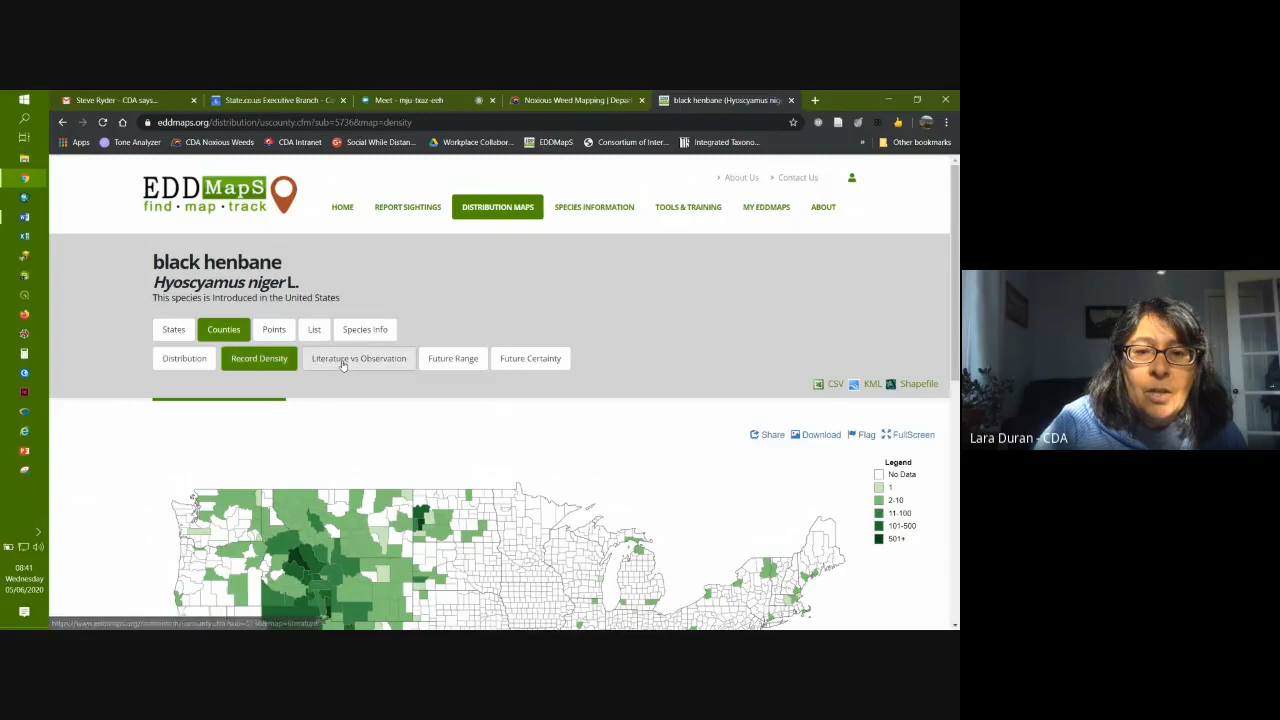 Steve Ryder - CDA says...
State.co.us Executive Branch - C
Meet - mju-txaz-eeh
Noxious Weed Mapping | Depar
black henbane (Hyoscyamus nig
eddmaps.org/distribution/uscounty.cfm?sub=5736&map=density
Apps
Tone Analyzer
CDA Noxious Weeds
CDA Intranet
Social While Distan...
Workplace Collabor...
EDDMapS
Consortium of Inter...
Integrated Taxono...
»
Other bookmarks
About Us
Contact Us
EDDMapS
find • map • track
HOME
REPORT SIGHTINGS
DISTRIBUTION MAPS
SPECIES INFORMATION
TOOLS & TRAINING
MY EDDMAPS
ABOUT
black henbane
Hyoscyamus niger L.
This species is Introduced in the United States
States
Counties
Points
List
Species Info
Distribution
Record Density
Literature vs Observation
Future Range
Future Certainty
CSV
KML
Shapefile
Share
Download
Flag
FullScreen
Legend
No Data
1
2-10
11-100
101-500
501+
Lara Duran - CDA
08:41
Wednesday
05/06/2020